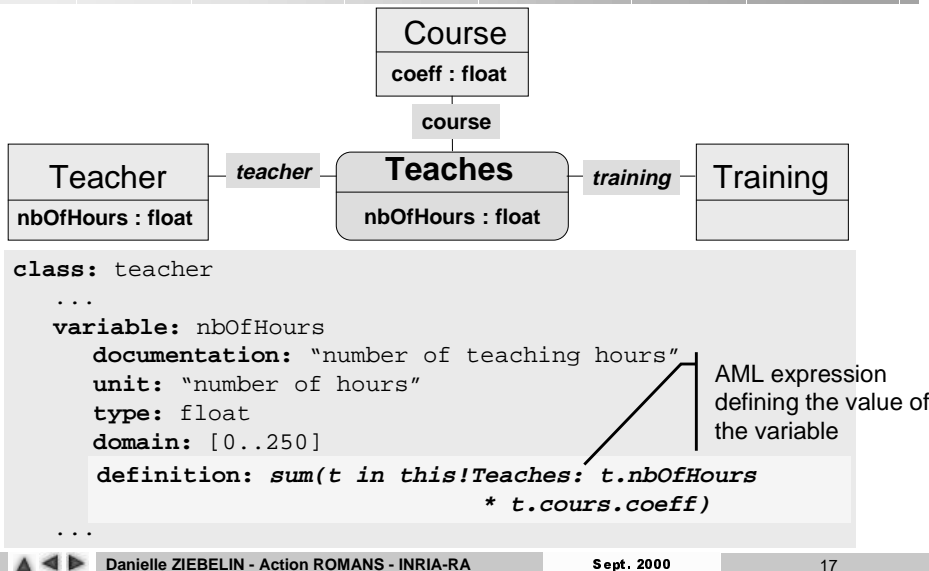 Course
coeff : float
course
Teacher
nbOfHours : float
teacher
Teaches
nbOfHours : float
training
Training
class: teacher
...
variable: nbOfHours
documentation: “number of teaching hours”
unit: “number of hours”
type: float
domain: [0..250]
definition: sum(t in this!Teaches: t.nbOfHours
* t.cours.coeff)
...
AML expression
defining the value of
the variable
Danielle ZIEBELIN - Action ROMANS - INRIA-RA
Sept. 2000
17